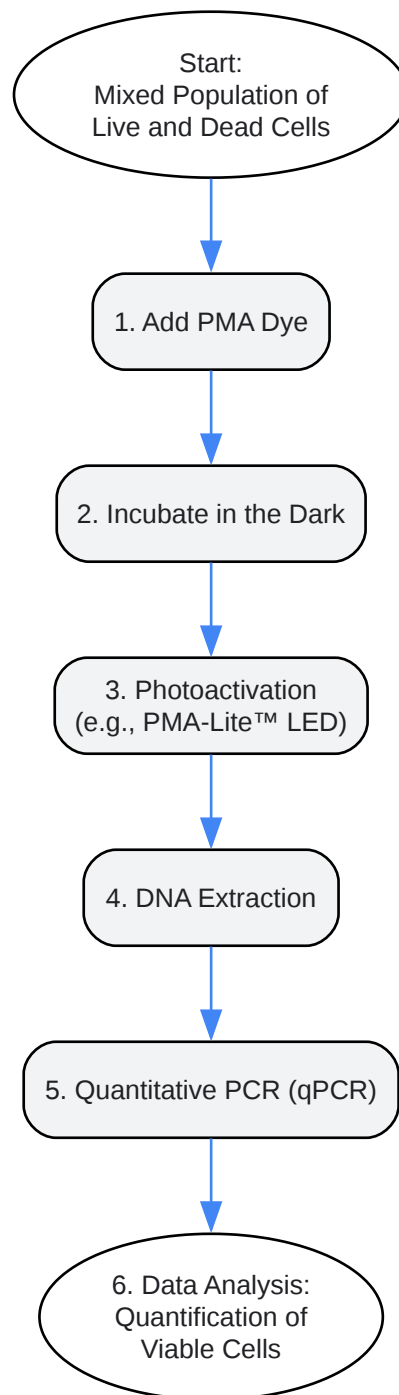 Start:
Mixed Population of
Live and Dead Cells
1. Add PMA Dye
2. Incubate in the Dark
3. Photoactivation
(e.g., PMA-Lite™ LED)
4. DNA Extraction
5. Quantitative PCR (qPCR)
6. Data Analysis:
Quantification of
Viable Cells